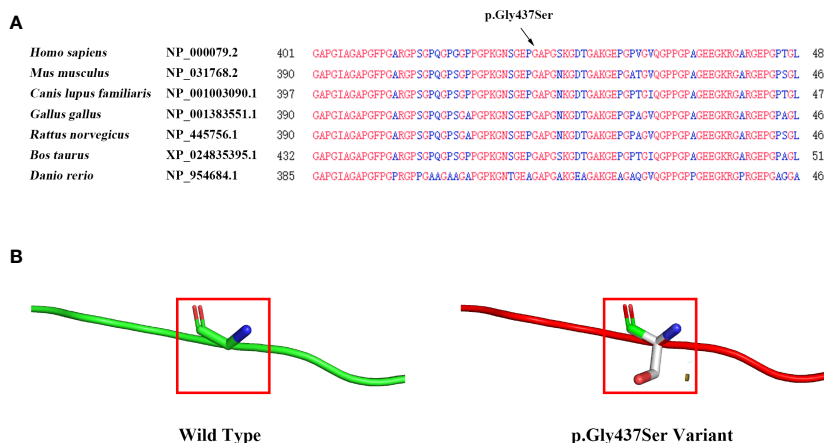 A
p.Gly437Ser
Homo sapiens NP_000079.2 401 GAPGIAGAPGFPGARGPSGPQGPGGPPGPKGNSGEPGAPGSKGDTGAKGEPGPVGVQGPPGPAGEEGKRGARGEPGPTGL 48
Mus musculus NP_031768.2 390 GAPGIAGAPGFPGARGPSGPQGPSGPPGPKGNSGEPGAPGNKGDTGAKGEPGATGVQGPPGPAGEEGKRGARGEPGPSGL 46
Canis lupus familiaris NP_001003090.1 397 GAPGIAGAPGFPGARGPSGPQGPSGPPGPKGNSGEPGAPGNKGDTGAKGEPGPTGIQGPPGPAGEEGKRGARGEPGPTGL 47
Gallus gallus NP_001383551.1 390 GAPGIAGAPGFPGARGPSGPQGPSGAPGPKGNSGEPGAPGNKGDTGAKGEPGPAGVQGPPGPAGEEGKRGARGEPGPAGL 46
Rattus norvegicus NP_445756.1 390 GAPGIAGAPGFPGARGPSGPQGPSGAPGPKGNSGEPGAPGNKGDTGAKGEPGPAGVQGPPGPAGEEGKRGARGEPGPSGL 46
Bos taurus XP_024835395.1 432 GAPGIAGAPGFPGARGPSGPQGPSGPPGPKGNSGEPGAPGSKGDTGAKGEPGPTGIQGPPGPAGEEGKRGARGEPGPAGL 51
Danio rerio NP_954684.1 385 GAPGIAGAPGFPGPRGPPGAAGAAGAPGPKGNTGEAGAPGAKGEAGAKGEAGAQGVQGPPGPPGEEGKRGPRGEPGAGGA 46
B
Wild Type p.Gly437Ser Variant